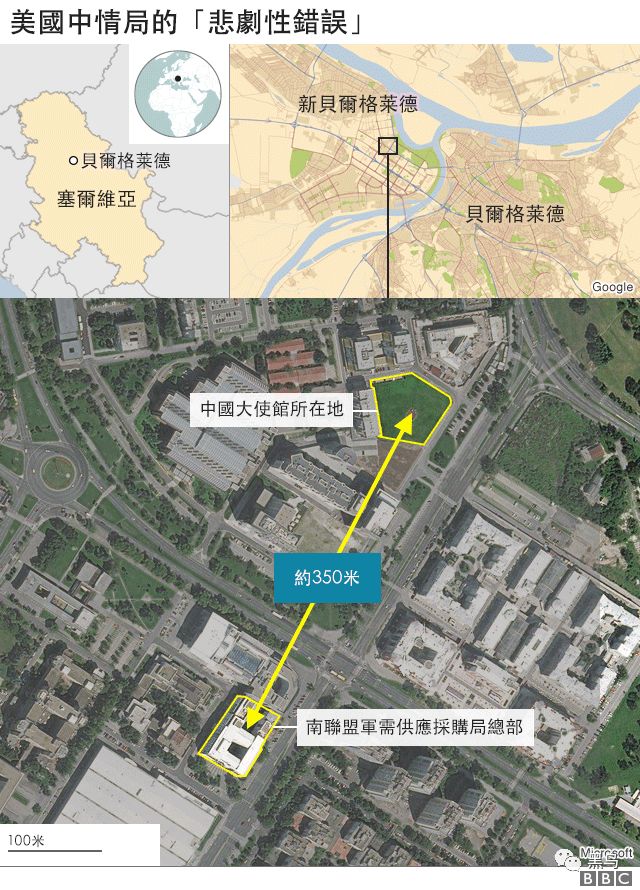 美國中情局的「悲劇性錯誤」
新貝爾格萊德
貝爾格萊德
塞爾維亞
貝爾格萊德
Google
中國大使館所在地
約350米
南聯盟軍需供應採購局總部
100米
Microsoft
BBC